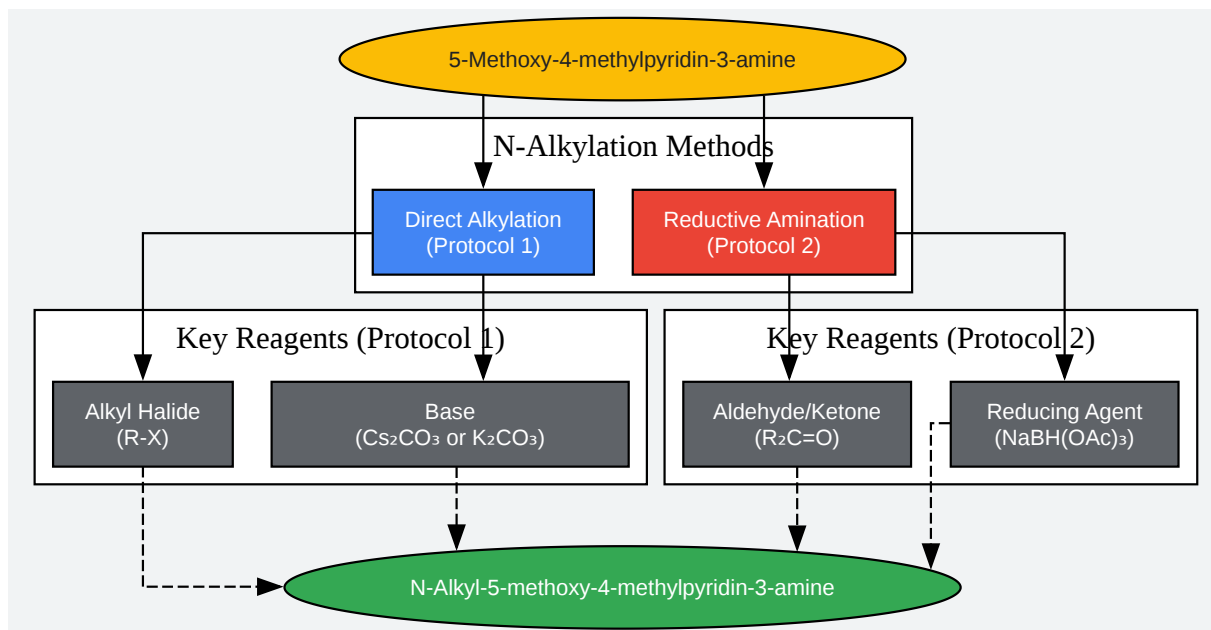 5-Methoxy-4-methylpyridin-3-amine
N-Alkylation Methods
Direct Alkylation
(Protocol 1)
Reductive Amination
(Protocol 2)
Key Reagents (Protocol 1)
Key Reagents (Protocol 2)
Alkyl Halide
(R-X)
Base
(Cs₂CO₃ or K₂CO₃)
Aldehyde/Ketone
(R₂C=O)
Reducing Agent
(NaBH(OAc)₃)
N-Alkyl-5-methoxy-4-methylpyridin-3-amine